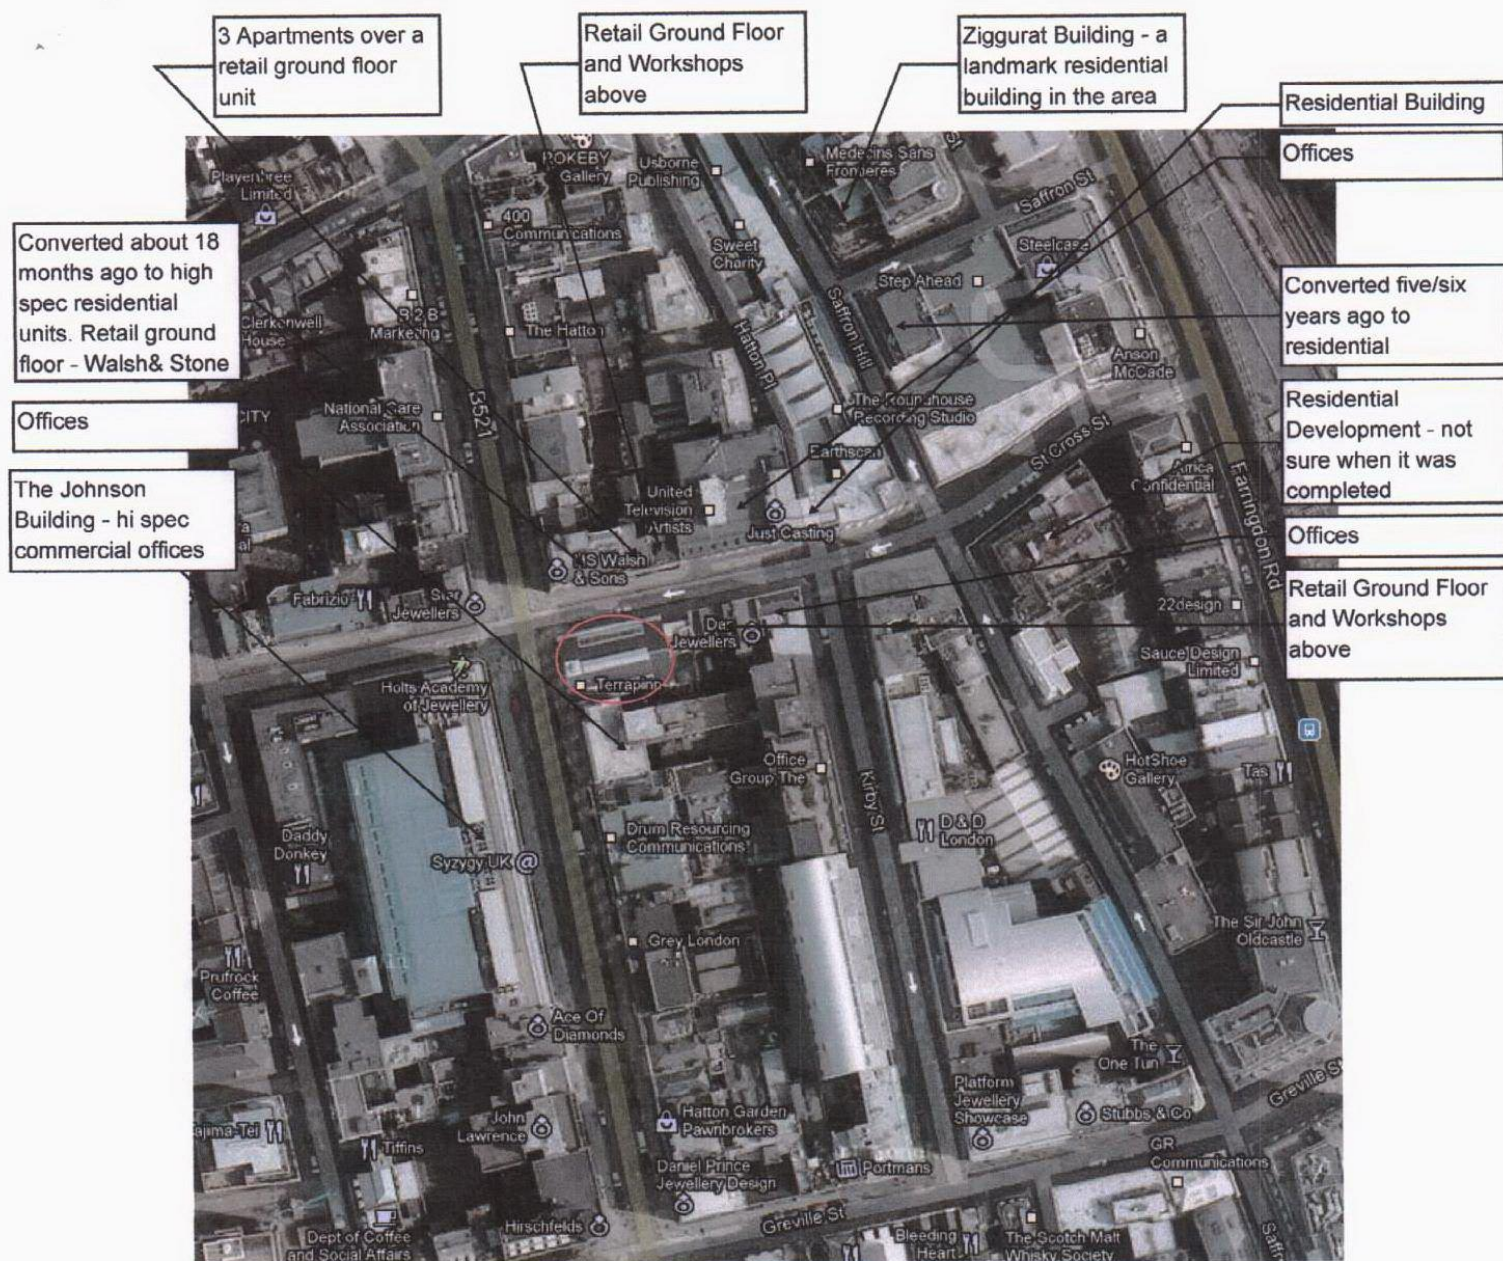 3 Apartments over a
retail ground floor
unit
Retail Ground Floor
and Workshops
above
Ziggurat Building - a
landmark residential
building in the area
Residential Building
Offices
Converted about 18
months ago to high
spec residential
units. Retail ground
floor - Walsh& Stone
Offices
The Johnson
Building - hi spec
commercial offices
Converted five/six
years ago to
residential
Residential
Development - not
sure when it was
completed
Offices
Retail Ground Floor
and Workshops
above
Limited
ROKEBY
Gallery
Usborne
Publishing
Medecins Sans
Frontieres
Saffron St
400
Communications
Sweet
Charity
Steelcase
Step Ahead
Clerkenwell
House
Marketing
The Hatton
Hatton Pl
Saffron Hill
Anson
McCade
CITY
National Care
Association
B521
The Roundhouse
Recording Studio
Earthscan
St Cross St
Africa
Confidential
Farringdon Rd
United
Television
Artists
Just Casting
HS Walsh
& Sons
Fabrizio
Star
Jewellers
22design
Jewellers
Sauce Design
Limited
Holts Academy
of Jewellery
Terrapinn
Office
Group The
Kirby St
HotShoe
Gallery
Tas
Daddy
Donkey
Syzygy UK
Drum Resourcing
Communications
D & D
London
Grey London
The Sir John
Oldcastle
Prufrock
Coffee
Ace Of
Diamonds
The
One Tun
Platform
Jewellery
Showcase
Stubbs & Co
Greville St
John
Lawrence
Hatton Garden
Pawnbrokers
Tiffins
GR
Communications
Daniel Prince
Jewellery Design
Portmans
Hirschfelds
Greville St
Dept of Coffee
and Social Affairs
Bleeding
Heart
The Scotch Malt
Whisky Society